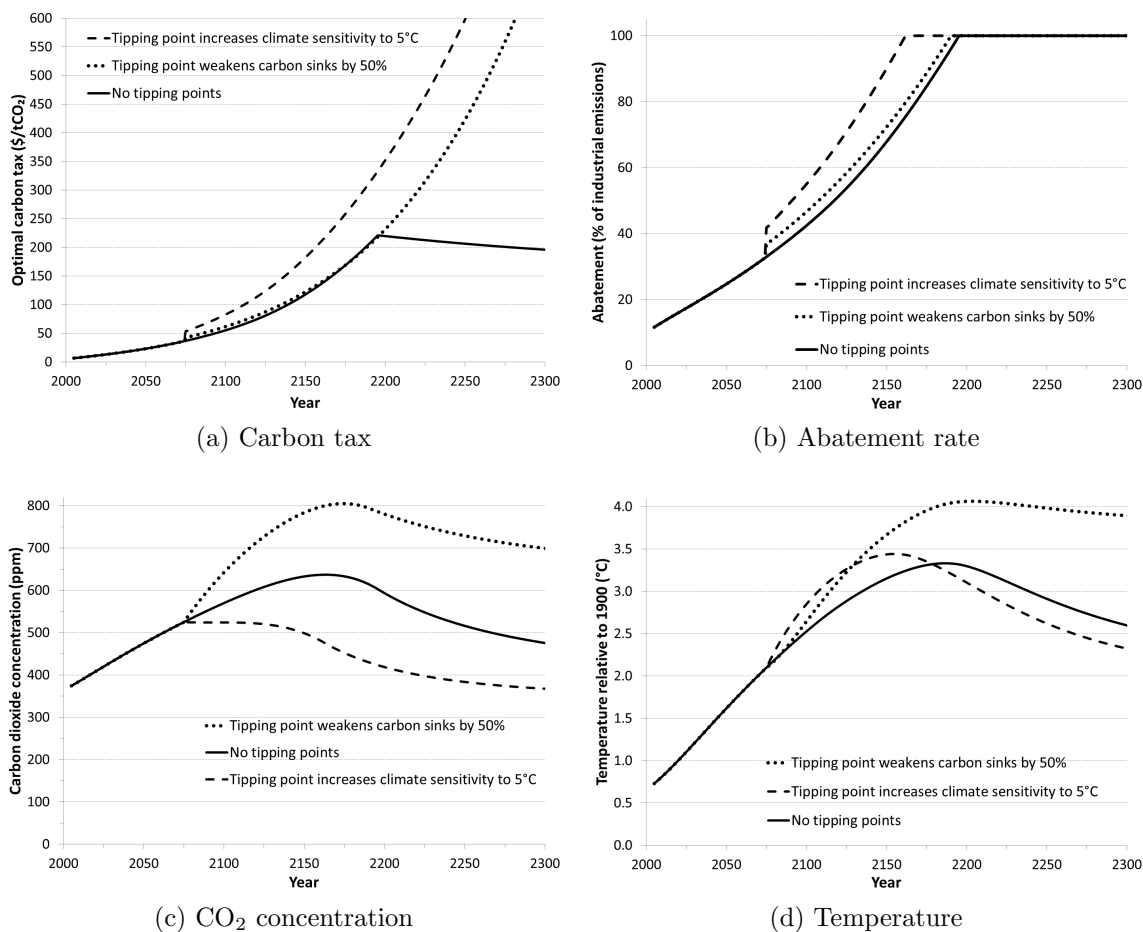 600
550
500
450
400
350
300
250
200
150
100
50
0
Optimal carbon tax ($/tCO₂)
Tipping point increases climate sensitivity to 5°C
Tipping point weakens carbon sinks by 50%
No tipping points
2000 2050 2100 2150 2200 2250 2300
Year
(a) Carbon tax
100
80
60
40
20
0
Abatement (% of industrial emissions)
Tipping point increases climate sensitivity to 5°C
Tipping point weakens carbon sinks by 50%
No tipping points
2000 2050 2100 2150 2200 2250 2300
Year
(b) Abatement rate
800
700
600
500
400
300
200
100
0
Carbon dioxide concentration (ppm)
Tipping point weakens carbon sinks by 50%
No tipping points
Tipping point increases climate sensitivity to 5°C
2000 2050 2100 2150 2200 2250 2300
Year
(c) CO₂ concentration
4.0
3.5
3.0
2.5
2.0
1.5
1.0
0.5
0.0
Temperature relative to 1900 (°C)
Tipping point weakens carbon sinks by 50%
Tipping point increases climate sensitivity to 5°C
No tipping points
2000 2050 2100 2150 2200 2250 2300
Year
(d) Temperature